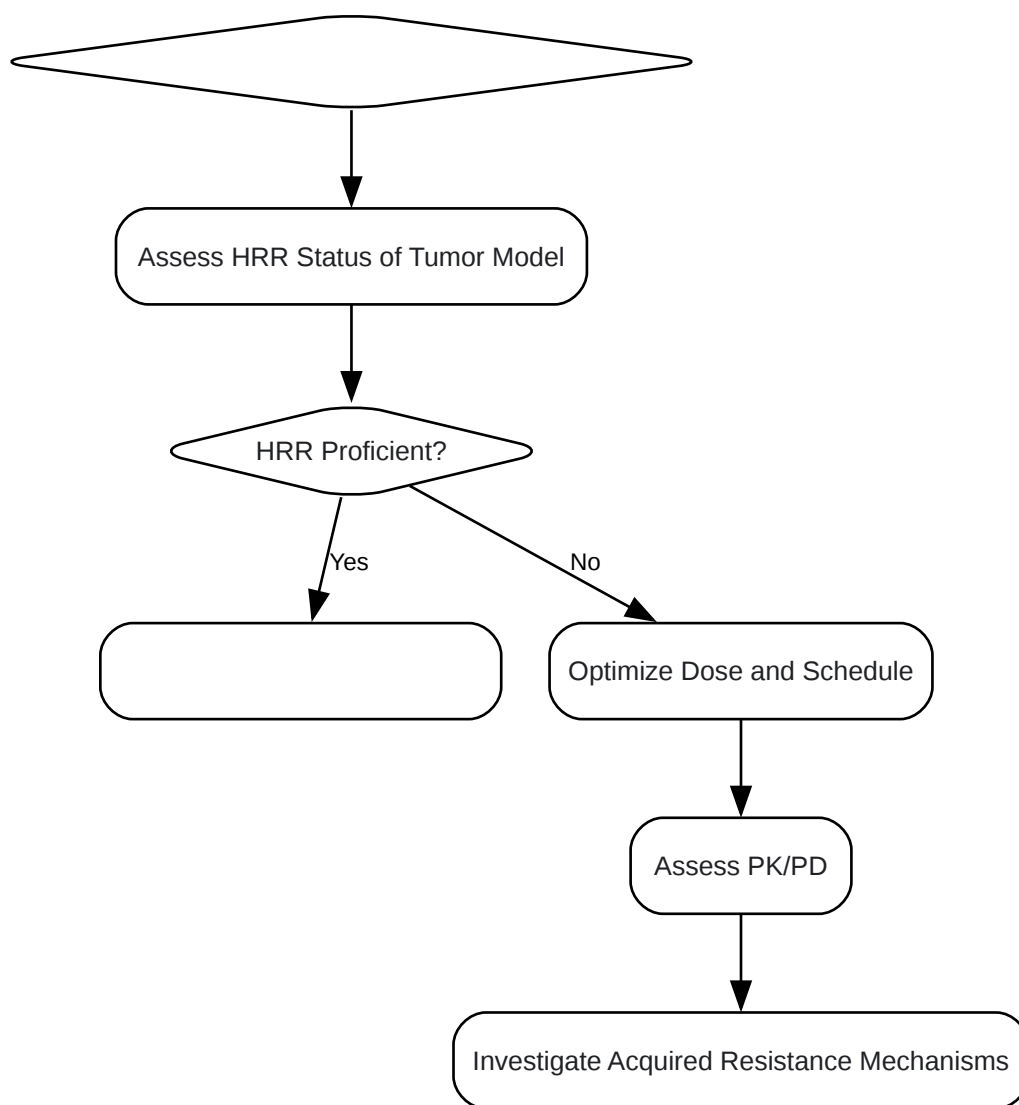 Assess HRR Status of Tumor Model
HRR Proficient?
Yes
No
Optimize Dose and Schedule
Assess PK/PD
Investigate Acquired Resistance Mechanisms